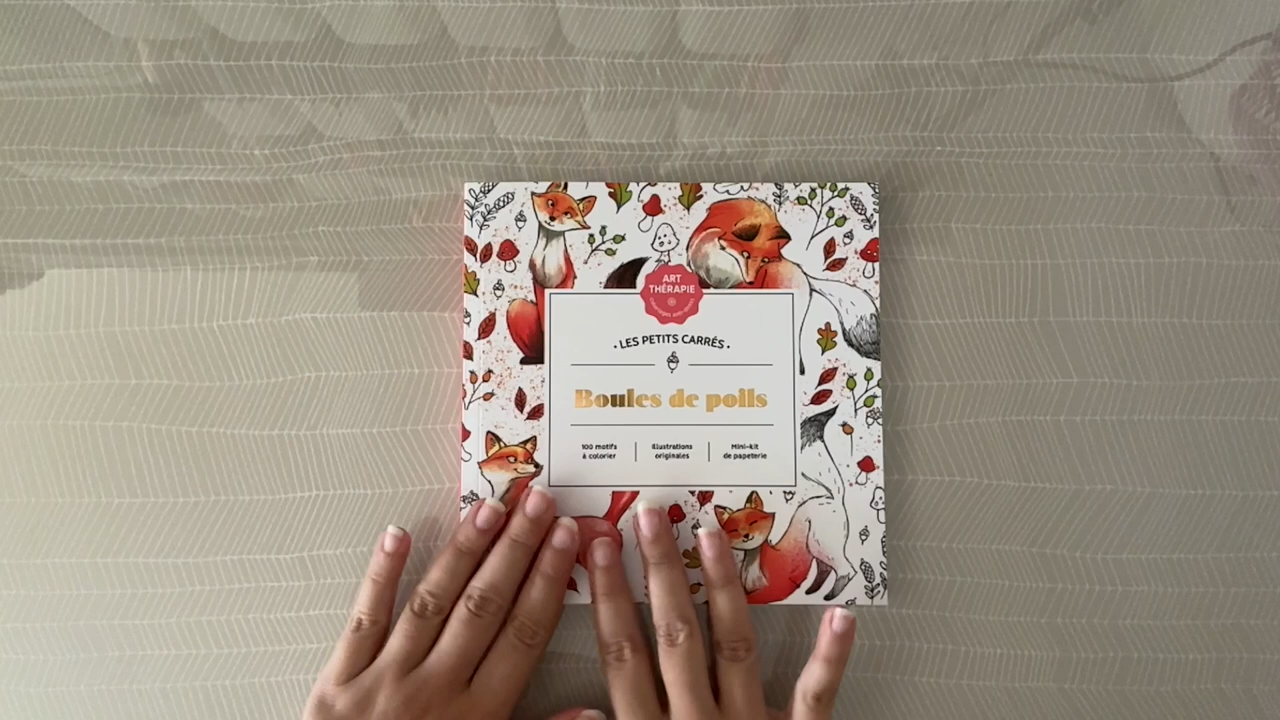 ART
THÉRAPIE
• LES PETITS CARRÉS •
Boules de poils
100 motifs
à colorier
Illustrations
originales
Mini-kit
de papeterie